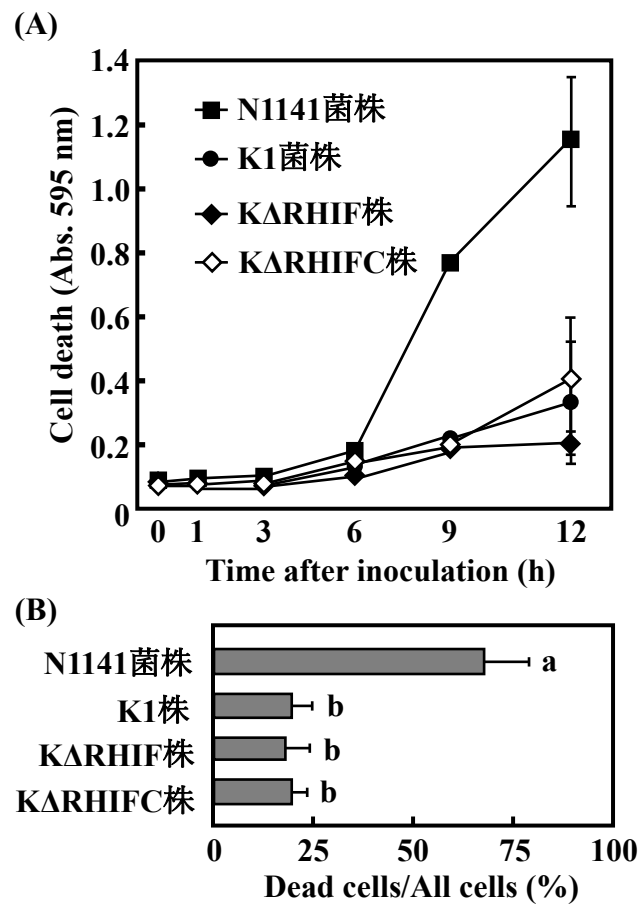 (A)
Cell death (Abs. 595 nm)
1.4
1.2
1.0
0.8
0.6
0.4
0.2
0
N1141菌株
K1菌株
KΔRHIF株
KΔRHIFC株
0 1 3 6 9 12
Time after inoculation (h)
(B)
N1141菌株 a
K1株 b
KΔRHIF株 b
KΔRHIFC株 b
0 25 50 75 100
Dead cells/All cells (%)